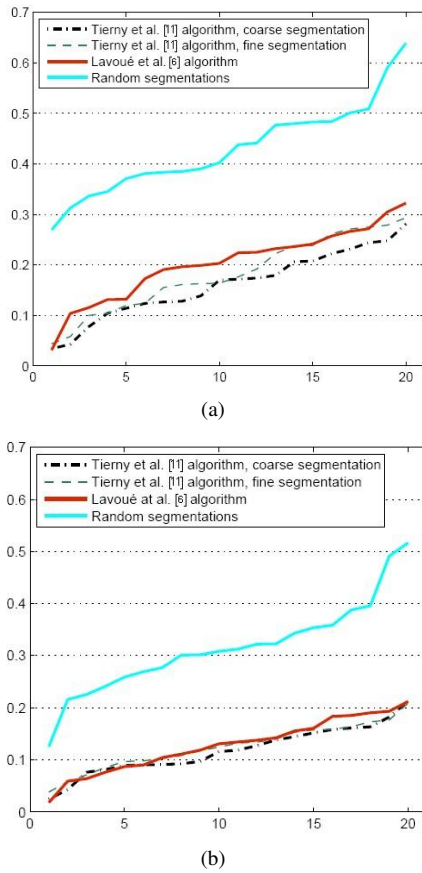 0.7
0.6
0.5
0.4
0.3
0.2
0.1
0
Tierny et al. [11] algorithm, coarse segmentation
Tierny et al. [11] algorithm, fine segmentation
Lavoué et al. [6] algorithm
Random segmentations
0 5 10 15 20
(a)
0.7
0.6
0.5
0.4
0.3
0.2
0.1
0
Tierny et al. [11] algorithm, coarse segmentation
Tierny et al. [11] algorithm, fine segmentation
Lavoué at al. [6] algorithm
Random segmentations
0 5 10 15 20
(b)